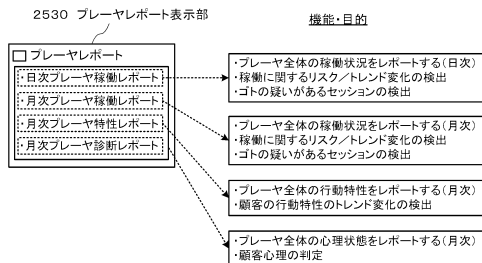 2530 プレーヤレポート表示部
機能・目的
プレーヤレポート
・日次プレーヤ稼働レポート
・月次プレーヤ稼働レポート
・月次プレーヤ特性レポート
・月次プレーヤ診断レポート
・プレーヤ全体の稼働状況をレポートする(日次)
・稼働に関するリスク/トレンド変化の検出
・ゴトの疑いがあるセッションの検出
・プレーヤ全体の稼働状況をレポートする(月次)
・稼働に関するリスク/トレンド変化の検出
・ゴトの疑いがあるセッションの検出
・プレーヤ全体の行動特性をレポートする(月次)
・顧客の行動特性のトレンド変化の検出
・プレーヤ全体の心理状態をレポートする(月次)
・顧客心理の判定